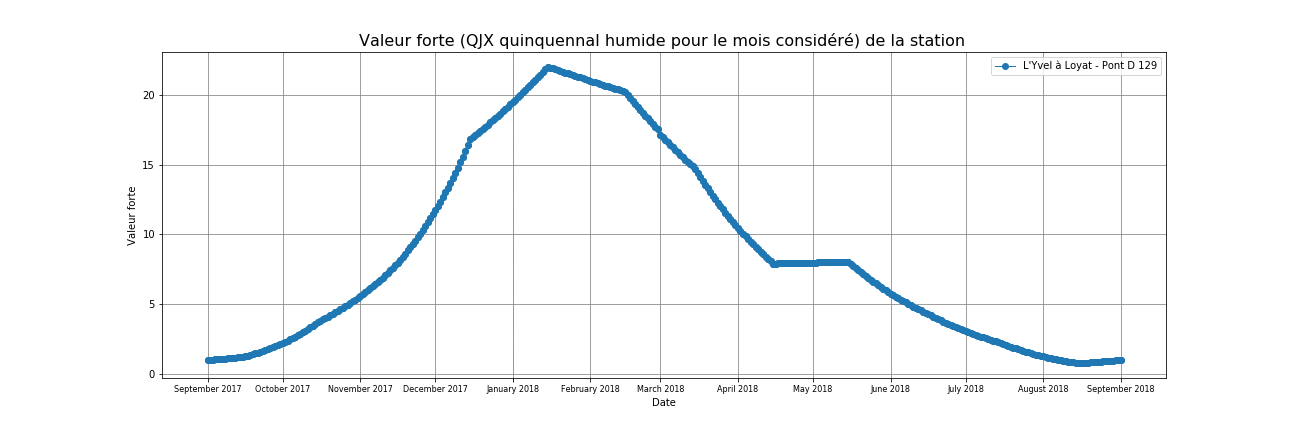 Valeur forte (QJX quinquennal humide pour le mois considéré) de la station
L'Yvel à Loyat - Pont D 129
20
15
10
5
0
Valeur forte
September 2017 October 2017 November 2017 December 2017 January 2018 February 2018 March 2018 April 2018 May 2018 June 2018 July 2018 August 2018 September 2018
Date